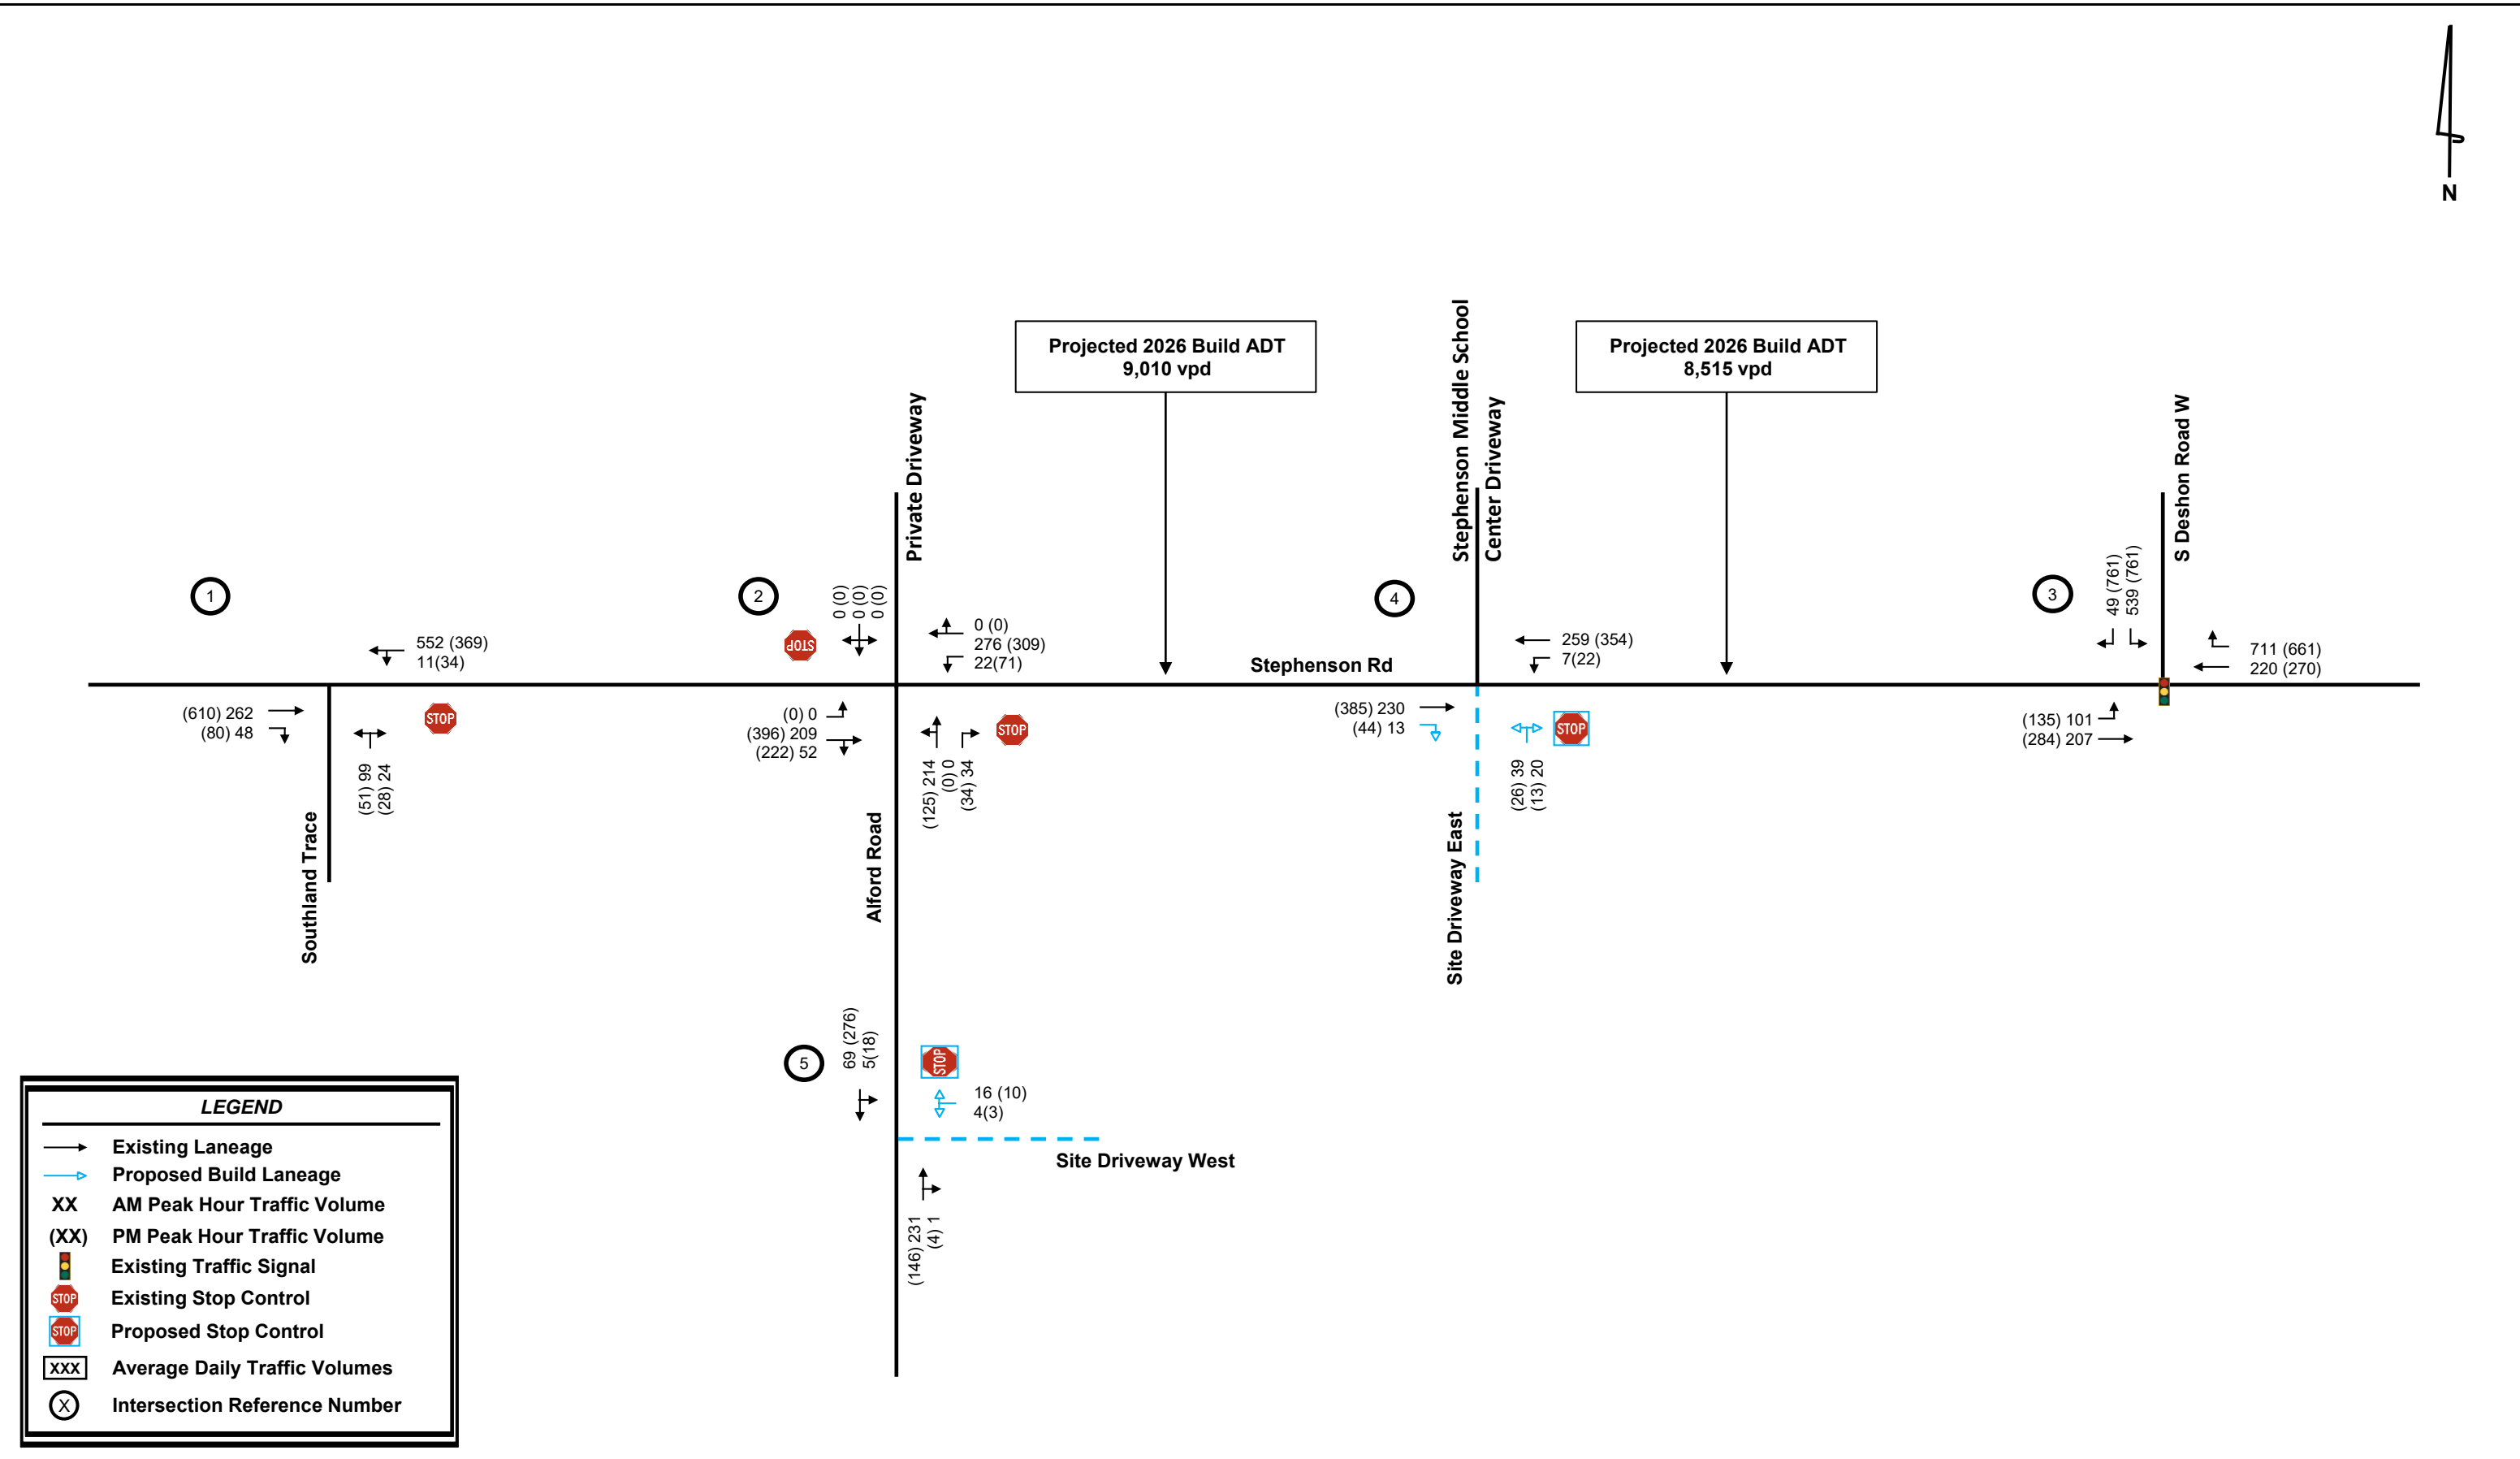 N
Projected 2026 Build ADT
9,010 vpd
Projected 2026 Build ADT
8,515 vpd
Private Driveway
Stephenson Middle School
Center Driveway
S Deshon Road W
1
2
4
3
0 (0)
0 (0)
0 (0)
49 (761)
539 (761)
STOP
552 (369)
11(34)
0 (0)
276 (309)
22(71)
Stephenson Rd
259 (354)
7(22)
711 (661)
220 (270)
(610) 262
(80) 48
STOP
(51) 99
(28) 24
(0) 0
(396) 209
(222) 52
STOP
(125) 214
(0) 0
(34) 34
(385) 230
(44) 13
STOP
(26) 39
(13) 20
(135) 101
(284) 207
Southland Trace
Alford Road
Site Driveway East
5
69 (276)
5(18)
STOP
16 (10)
4(3)
Site Driveway West
(146) 231
(4) 1
LEGEND
Existing Laneage
Proposed Build Laneage
XX AM Peak Hour Traffic Volume
(XX) PM Peak Hour Traffic Volume
Existing Traffic Signal
STOP Existing Stop Control
STOP Proposed Stop Control
XXX Average Daily Traffic Volumes
X Intersection Reference Number